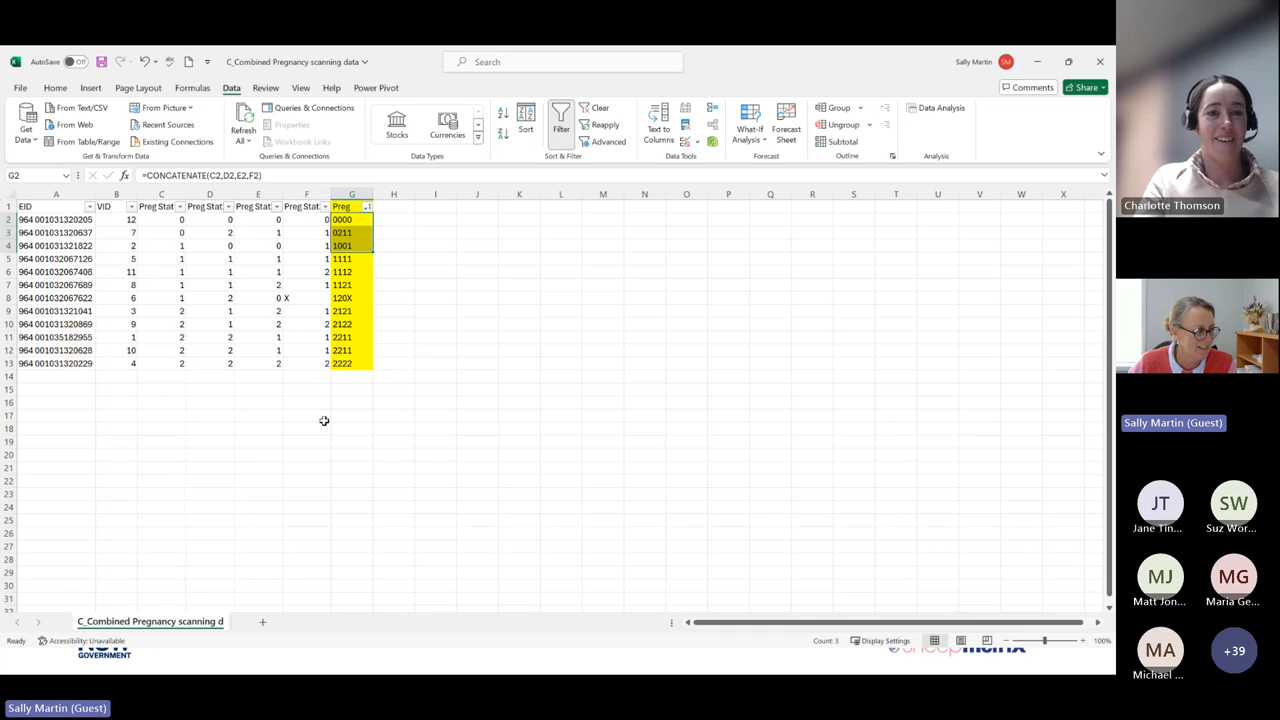 AutoSave Off C_Combined Pregnancy scanning data Search Sally Martin SM
File Home Insert Page Layout Formulas Data Review View Help Power Pivot Comments Share
Get Data From Text/CSV From Web From Table/Range From Picture Recent Sources Existing Connections
Get & Transform Data
Refresh All Queries & Connections Properties Workbook Links
Queries & Connections
Stocks Currencies
Data Types
Sort Filter Clear Reapply Advanced
Sort & Filter
Text to Columns
Data Tools
What-If Analysis Forecast Sheet
Forecast
Group Ungroup Subtotal
Outline
Data Analysis
Analysis
G2 fx =CONCATENATE(C2,D2,E2,F2)
A B C D E F G H I J K L M N O P Q R S T U V W X
1 EID VID Preg Stat Preg Stat Preg Stat Preg Stat Preg
2 964 001031320205 12 0 0 0 0 0000
3 964 001031320637 7 0 2 1 1 0211
4 964 001031321822 2 1 0 0 1 1001
5 964 001032067126 5 1 1 1 1 1111
6 964 001032067408 11 1 1 1 2 1112
7 964 001032067689 8 1 1 2 1 1121
8 964 001032067622 6 1 2 0 X 120X
9 964 001031321041 3 2 1 2 1 2121
10 964 001031320869 9 2 1 2 2 2122
11 964 001035182955 1 2 2 1 1 2211
12 964 001031320628 10 2 2 1 1 2211
13 964 001031320229 4 2 2 2 2 2222
14
15
16
17
18
19
20
21
22
23
24
25
26
27
28
29
30
31
C_Combined Pregnancy scanning d
Ready Accessibility: Unavailable Count: 3 Display Settings 100%
GOVERNMENT
Sally Martin (Guest)
Charlotte Thomson
Sally Martin (Guest)
JT SW
Jane Tin... Suz Wor...
MJ MG
Matt Jon... Maria Ge...
MA +39
Michael ...